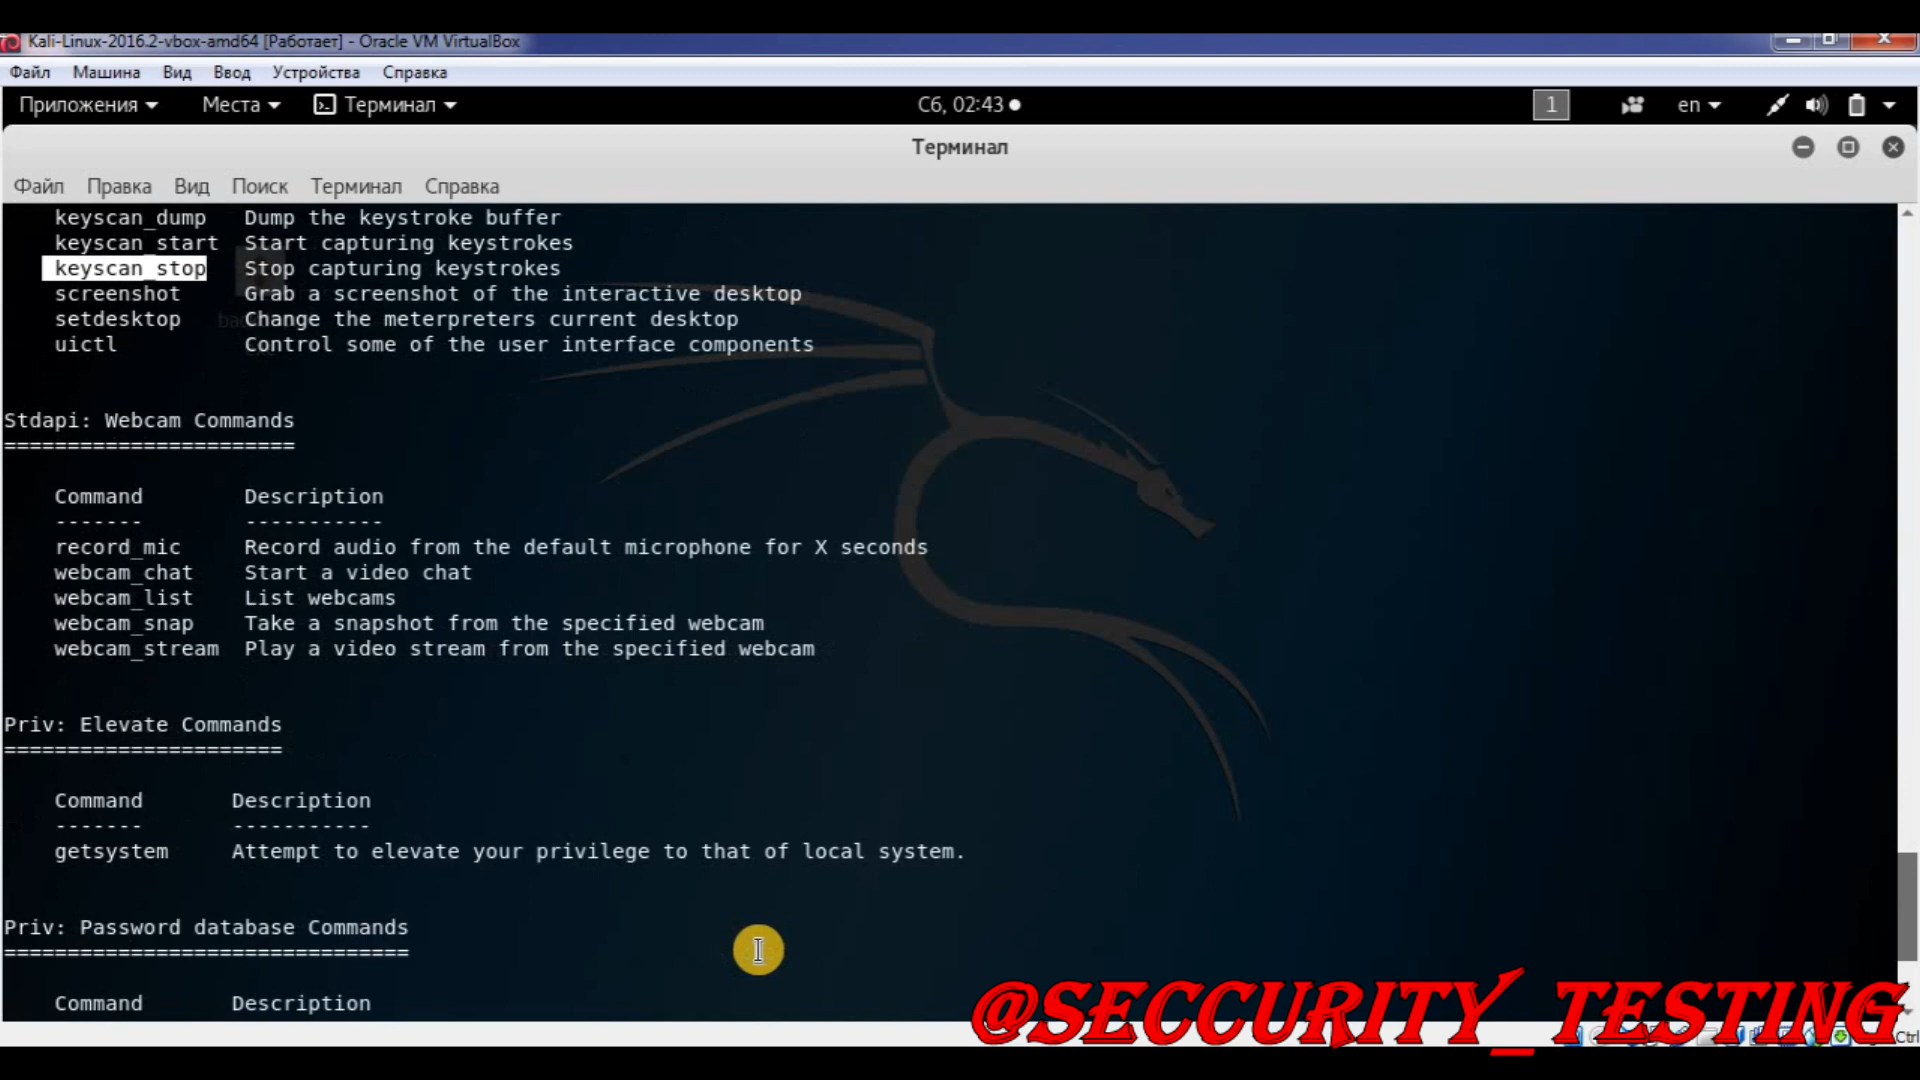 Kali-Linux-2016.2-vbox-amd64 [Работает] - Oracle VM VirtualBox
Файл Машина Вид Ввод Устройства Справка
Приложения Места Терминал Сб, 02:43 1 en
Терминал
Файл Правка Вид Поиск Терминал Справка
keyscan_dump Dump the keystroke buffer
keyscan_start Start capturing keystrokes
keyscan_stop Stop capturing keystrokes
screenshot Grab a screenshot of the interactive desktop
setdesktop Change the meterpreters current desktop
uictl Control some of the user interface components
Stdapi: Webcam Commands
=======================
Command Description
------- -----------
record_mic Record audio from the default microphone for X seconds
webcam_chat Start a video chat
webcam_list List webcams
webcam_snap Take a snapshot from the specified webcam
webcam_stream Play a video stream from the specified webcam
Priv: Elevate Commands
======================
Command Description
------- -----------
getsystem Attempt to elevate your privilege to that of local system.
Priv: Password database Commands
================================
Command Description
@SECCURITY_TESTING
Ctrl